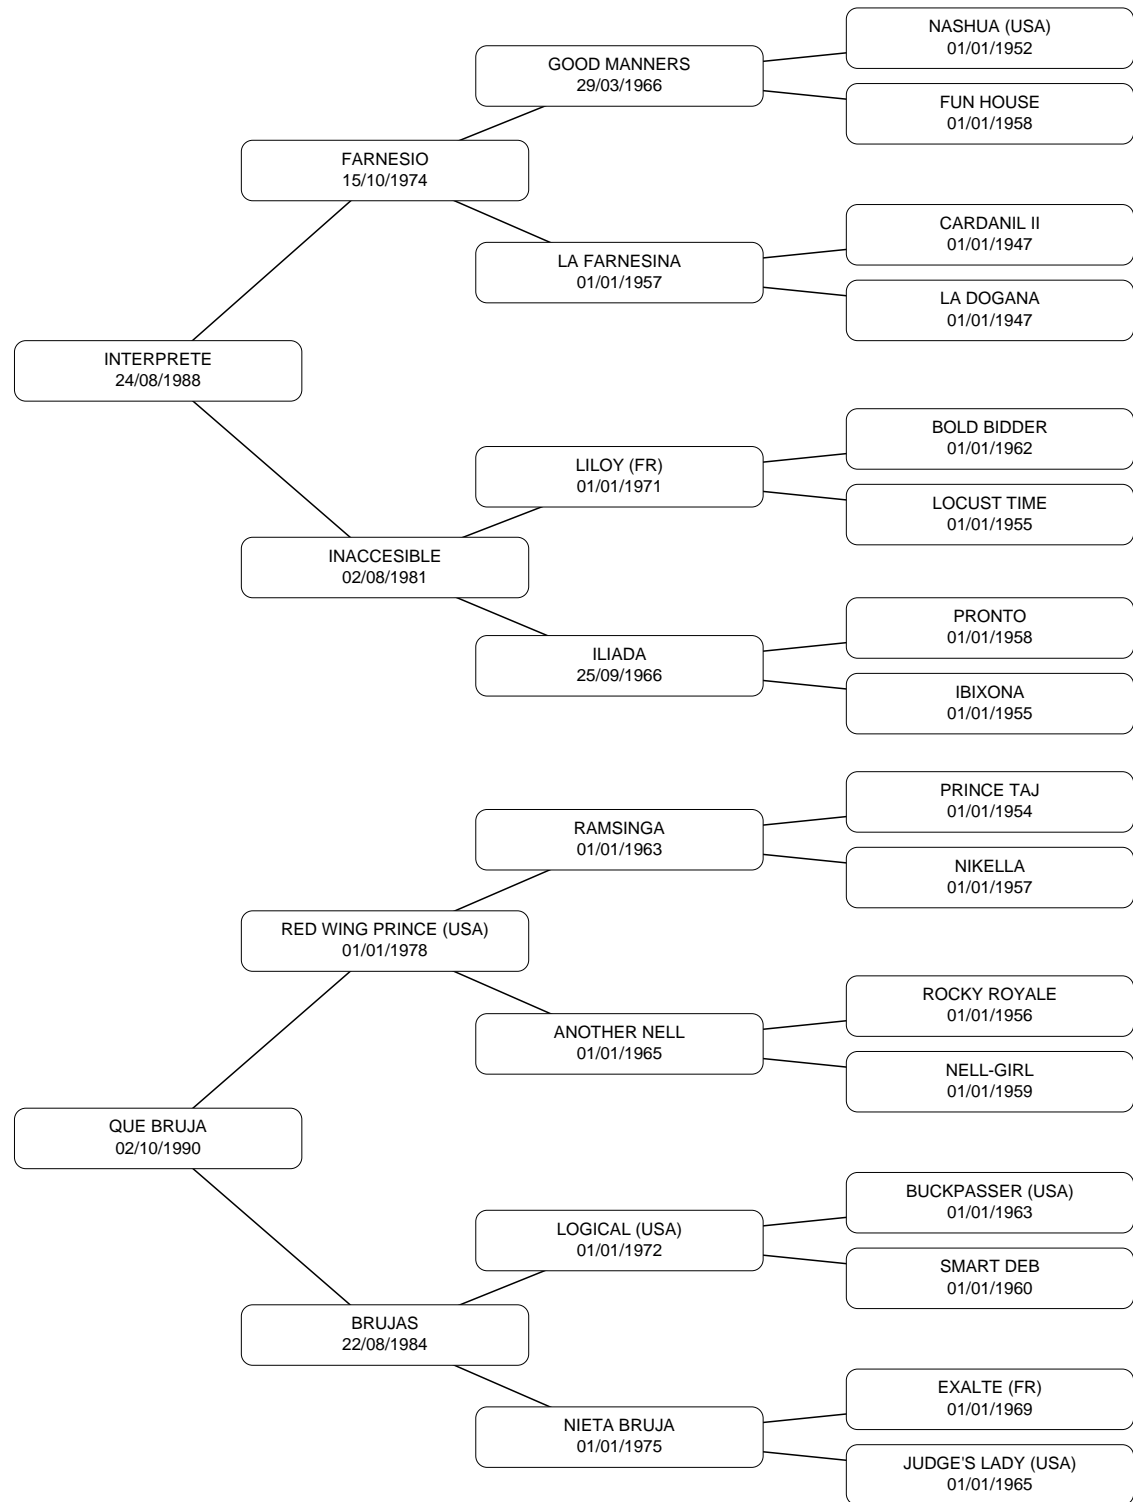 NASHUA (USA)
01/01/1952
GOOD MANNERS
29/03/1966
FUN HOUSE
01/01/1958
FARNESIO
15/10/1974
CARDANIL II
01/01/1947
LA FARNESINA
01/01/1957
LA DOGANA
01/01/1947
INTERPRETE
24/08/1988
BOLD BIDDER
01/01/1962
LILOY (FR)
01/01/1971
LOCUST TIME
01/01/1955
INACCESIBLE
02/08/1981
PRONTO
01/01/1958
ILIADA
25/09/1966
IBIXONA
01/01/1955
PRINCE TAJ
01/01/1954
RAMSINGA
01/01/1963
NIKELLA
01/01/1957
RED WING PRINCE (USA)
01/01/1978
ROCKY ROYALE
01/01/1956
ANOTHER NELL
01/01/1965
NELL-GIRL
01/01/1959
QUE BRUJA
02/10/1990
BUCKPASSER (USA)
01/01/1963
LOGICAL (USA)
01/01/1972
SMART DEB
01/01/1960
BRUJAS
22/08/1984
EXALTE (FR)
01/01/1969
NIETA BRUJA
01/01/1975
JUDGE'S LADY (USA)
01/01/1965